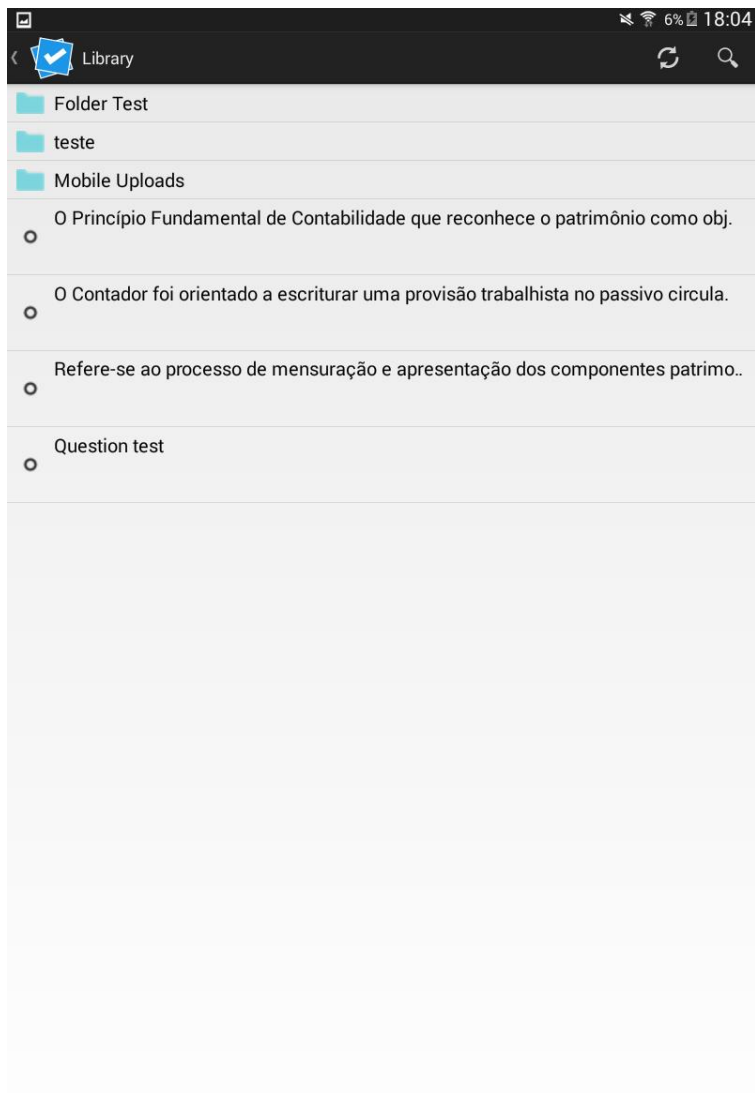 6% 18:04
Library
Folder Test
teste
Mobile Uploads
O Princípio Fundamental de Contabilidade que reconhece o patrimônio como obj.
O Contador foi orientado a escriturar uma provisão trabalhista no passivo circula.
Refere-se ao processo de mensuração e apresentação dos componentes patrimo..
Question test